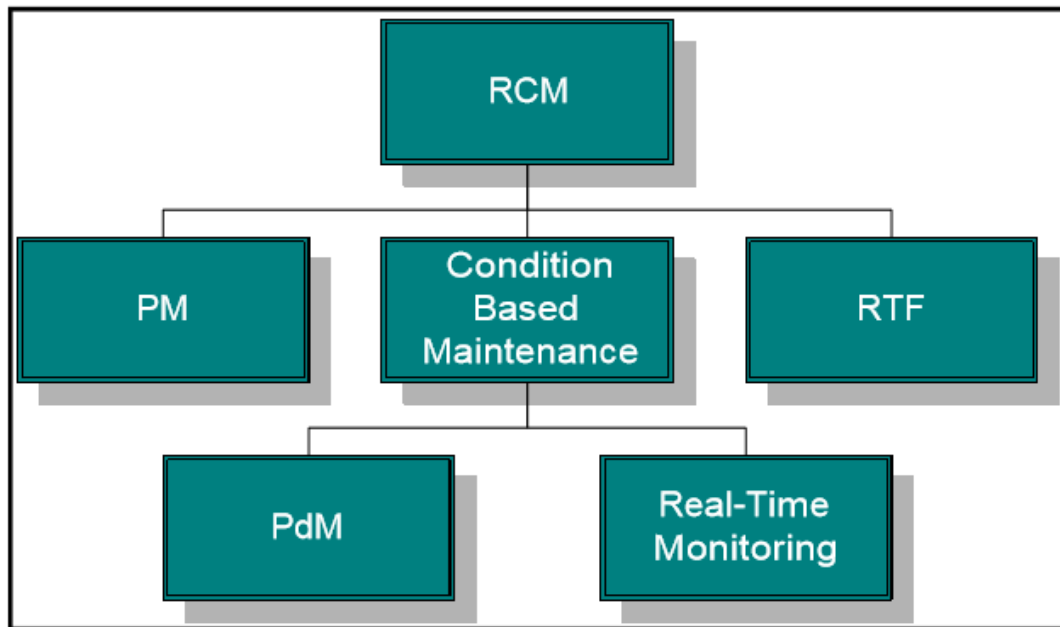 RCM
PM
Condition
Based
Maintenance
RTF
PdM
Real-Time
Monitoring